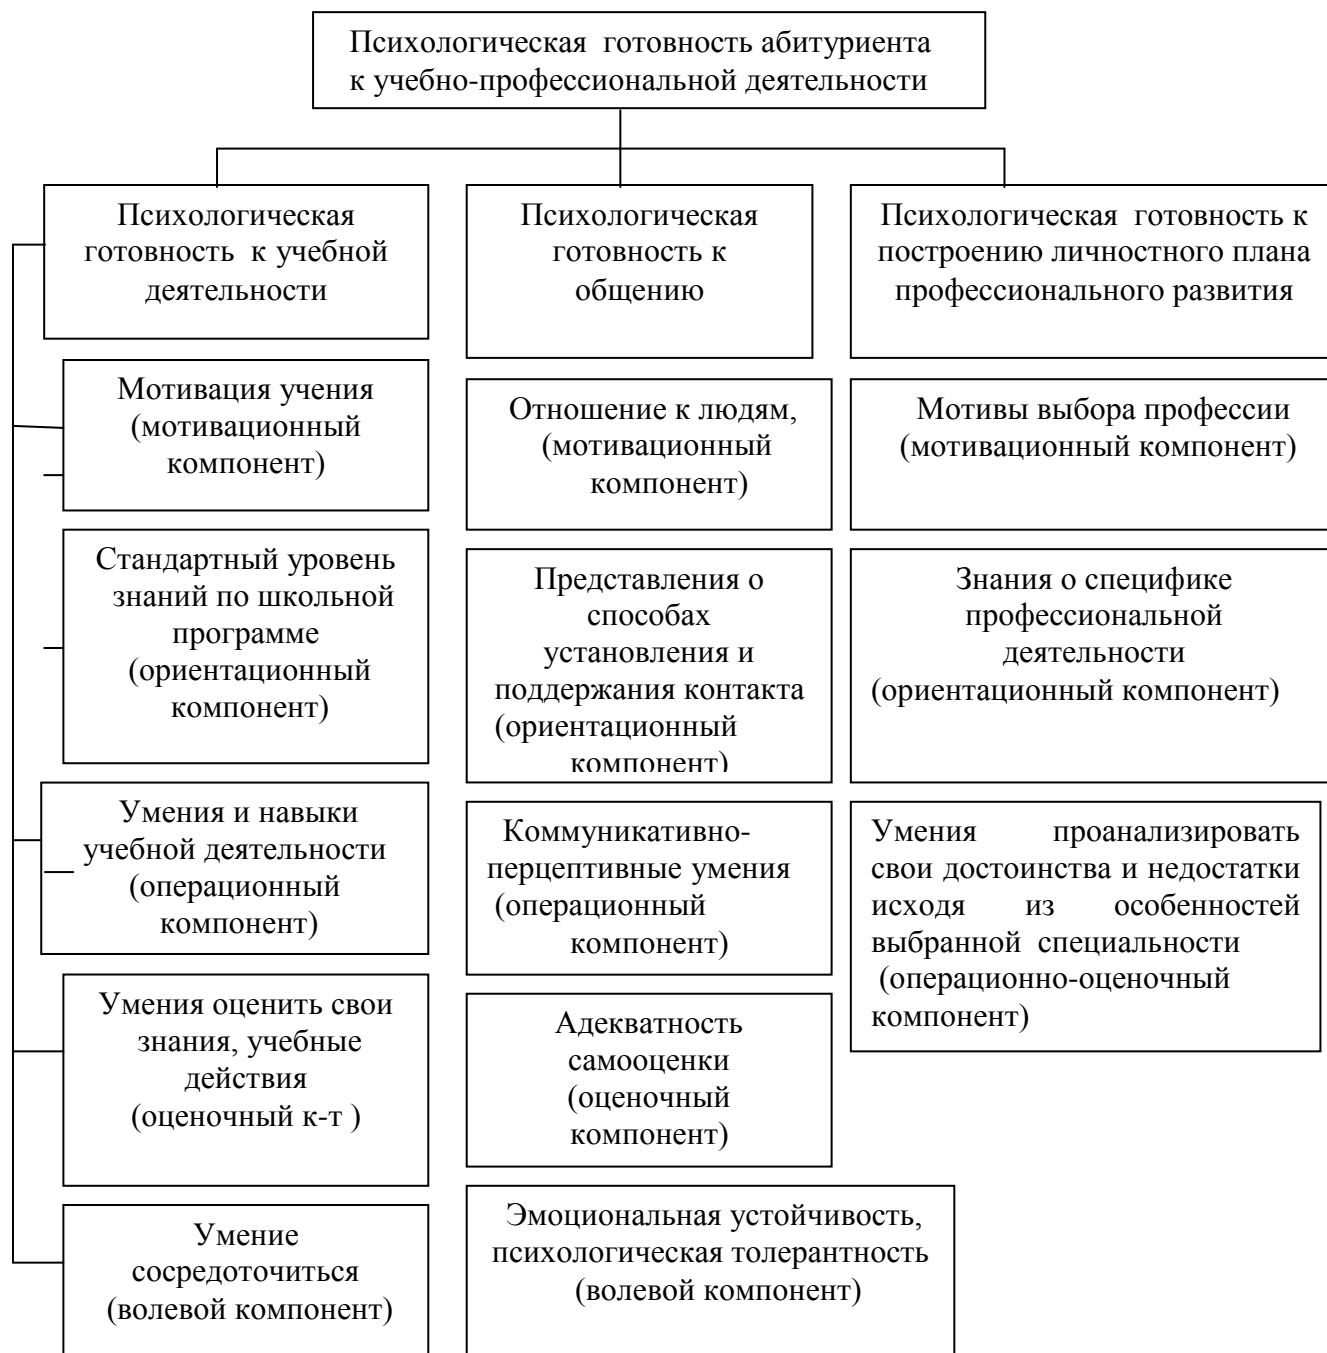 Психологическая готовность абитуриента
к учебно-профессиональной деятельности
Психологическая
готовность к учебной
деятельности
Психологическая
готовность к
общению
Психологическая готовность к
построению личностного плана
профессионального развития
Мотивация учения
(мотивационный
компонент)
Отношение к людям,
(мотивационный
компонент)
Мотивы выбора профессии
(мотивационный компонент)
Стандартный уровень
знаний по школьной
программе
(ориентационный
компонент)
Представления о
способах
установления и
поддержания контакта
(ориентационный
компонент)
Знания о специфике
профессиональной
деятельности
(ориентационный компонент)
Умения и навыки
учебной деятельности
(операционный
компонент)
Коммуникативно-
перцептивные умения
(операционный
компонент)
Умения проанализировать
свои достоинства и недостатки
исходя из особенностей
выбранной специальности
(операционно-оценочный
компонент)
Умения оценить свои
знания, учебные
действия
(оценочный к-т )
Адекватность
самооценки
(оценочный
компонент)
Умение
сосредоточиться
(волевой компонент)
Эмоциональная устойчивость,
психологическая толерантность
(волевой компонент)